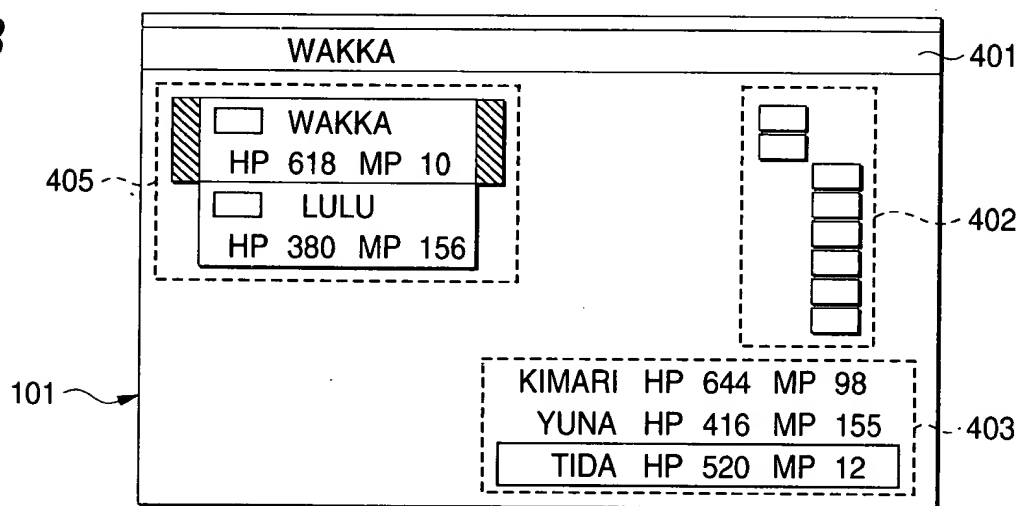 WAKKA
401
WAKKA
HP 618 MP 10
405
LULU
HP 380 MP 156
402
101
KIMARI HP 644 MP 98
YUNA HP 416 MP 155
403
TIDA HP 520 MP 12